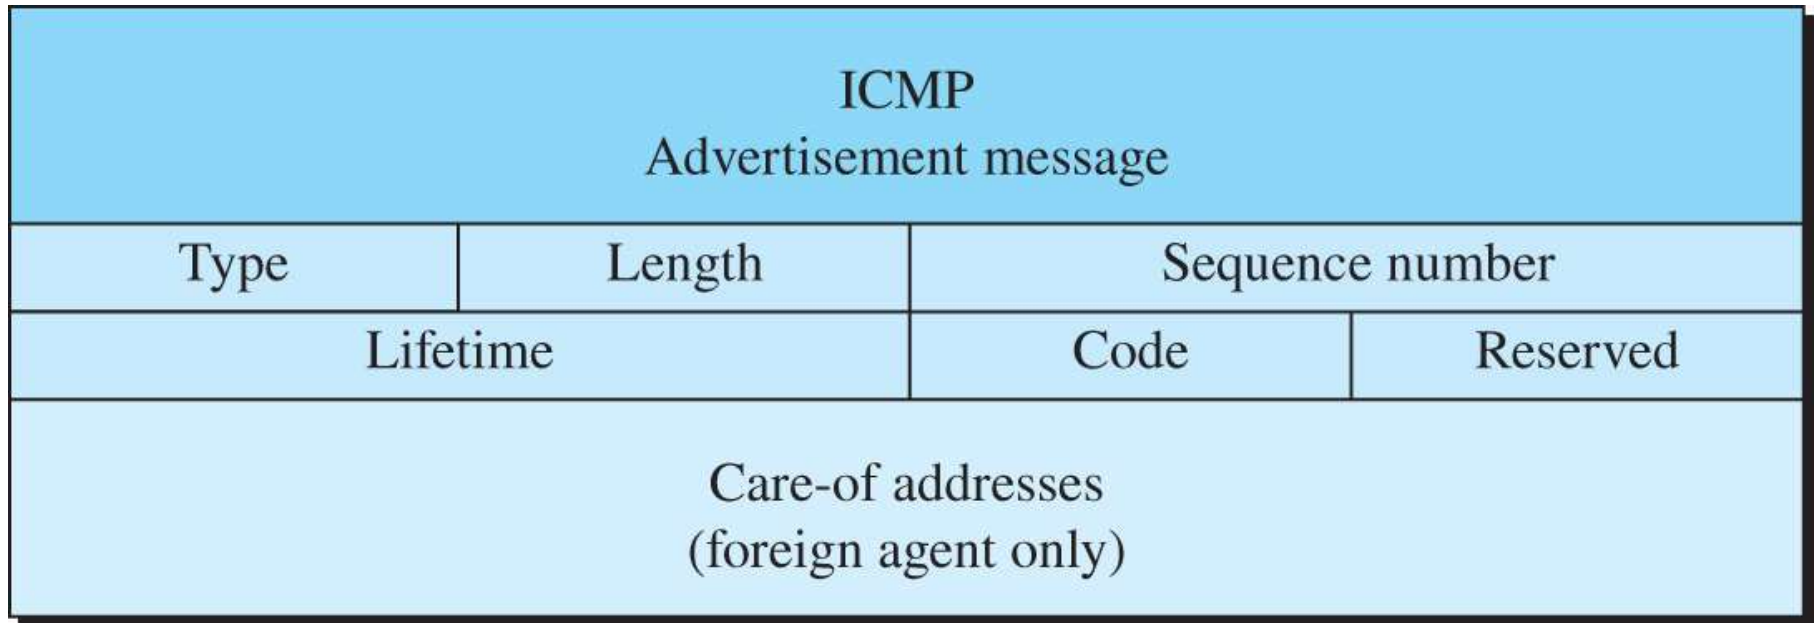 ICMP
Advertisement message
Type Length Sequence number
Lifetime Code Reserved
Care-of addresses
(foreign agent only)